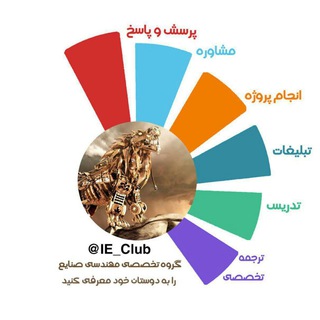 پرسش و پاسخ
مشاوره
انجام پروژه
تبلیغات
تدریس
ترجمه
تخصصی
@IE_Club
گروه تخصصی مهندسی صنایع
را به دوستان خود معرفی کنید